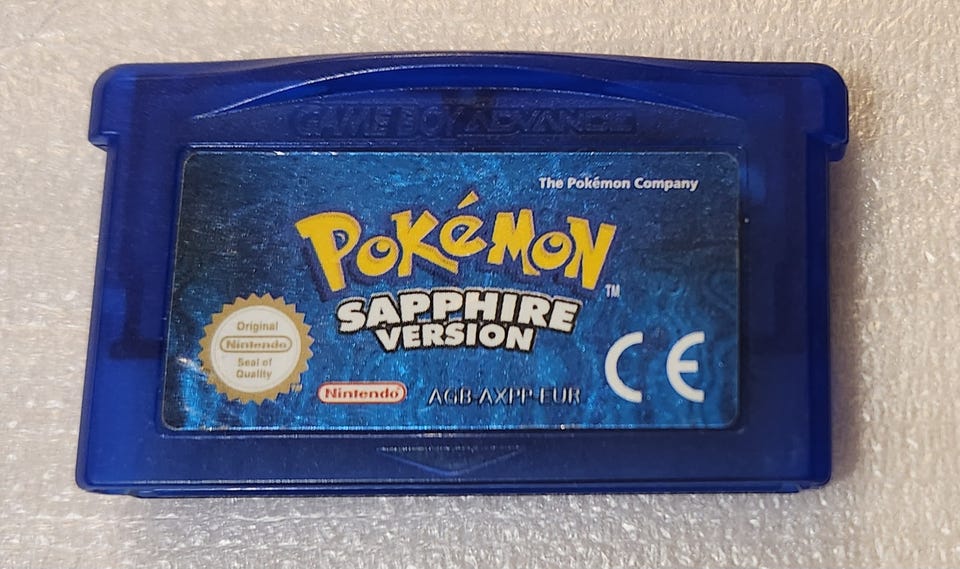 GAME BOY ADVANCE
The Pokémon Company
POKéMON
TM
SAPPHIRE
VERSION
Original
Nintendo
Seal of
Quality
Nintendo
AGB-AXPP-EUR
CE